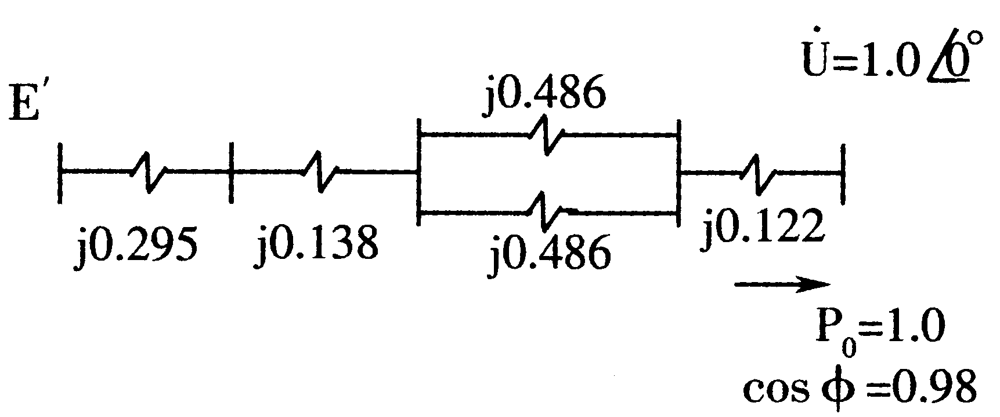 U̇=1.0∠0°
E′
j0.486
j0.295
j0.138
j0.486
j0.122
P₀=1.0
cos ϕ=0.98